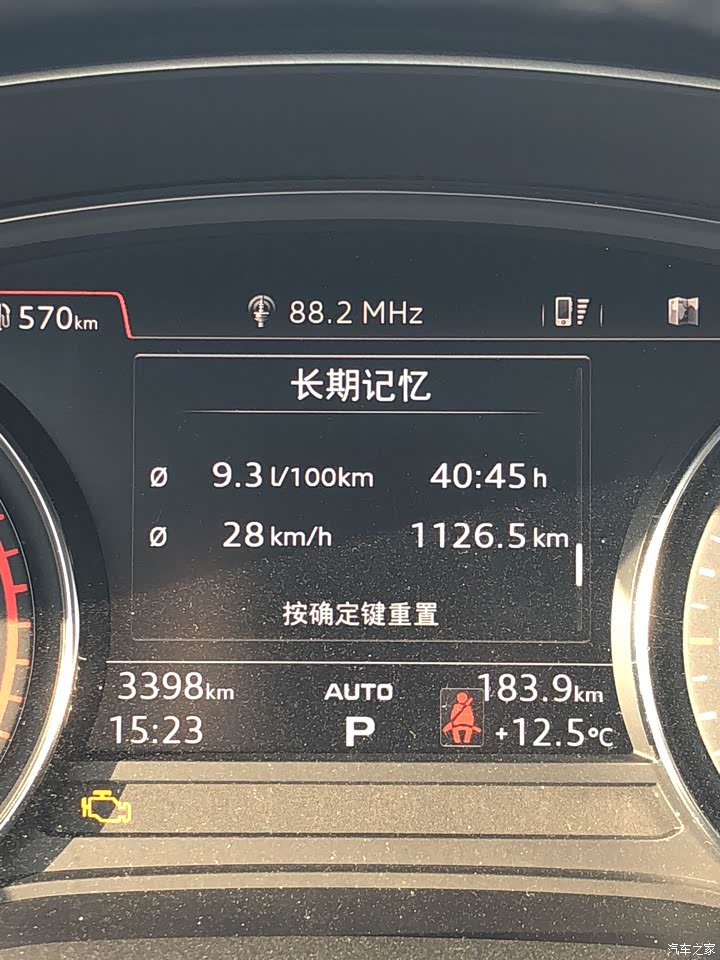 570km
88.2 MHz
长期记忆
Ø 9.3 l/100km 40:45 h
Ø 28 km/h 1126.5 km
按确定键重置
3398km AUTO 183.9km
15:23 P +12.5°C
汽车之家